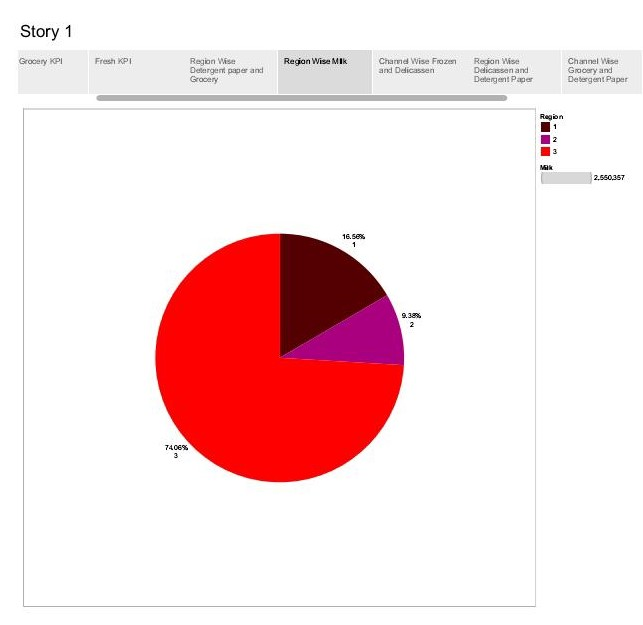 Story 1
Grocery KPI
Fresh KPI
Region Wise
Detergent paper and
Grocery
Region Wise Milk
Channel Wise Frozen
and Delicassen
Region Wise
Delicassen and
Detergent Paper
Channel Wise
Grocery and
Detergent Paper
Region
1
2
3
Milk
2,550,357
16.56%
1
9.38%
2
74.06%
3